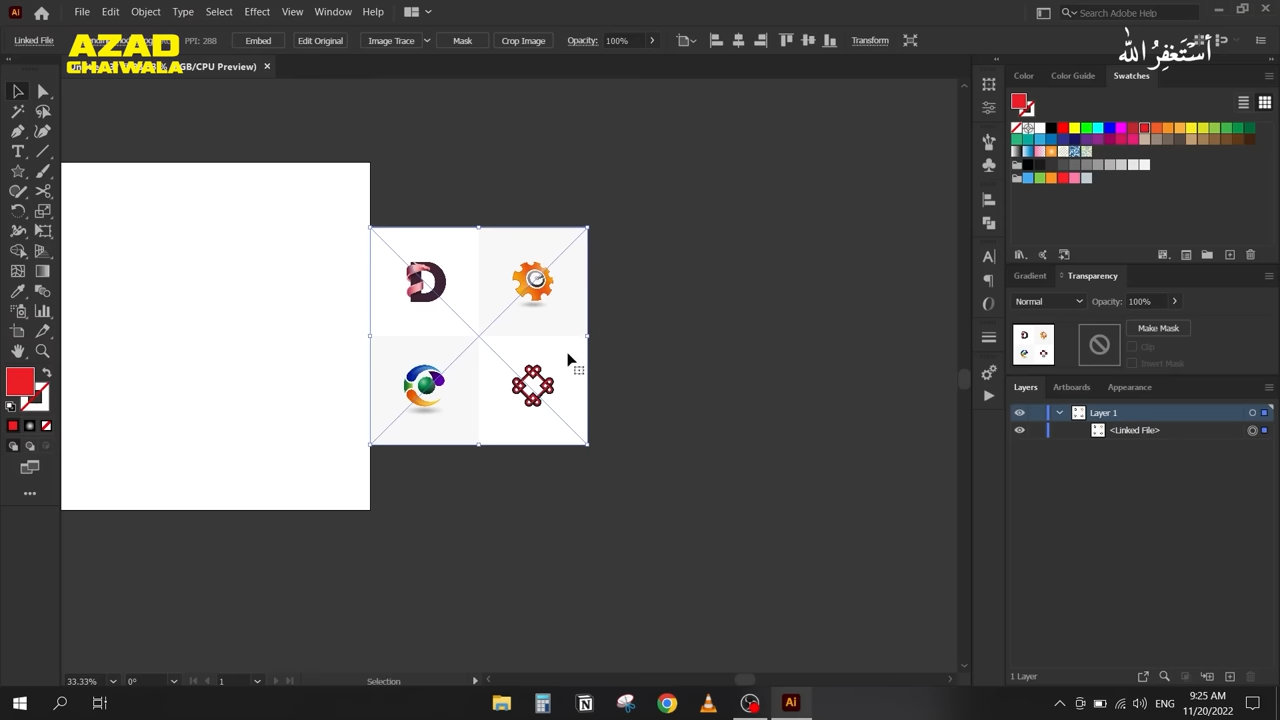 File Edit Object Type Select Effect View Window Help
Search Adobe Help
Linked File PPI: 288 Embed Edit Original Image Trace Mask Crop Image Opacity: 100% Transform
AZAD
CHAIWALA
أستغفر الله
GB/CPU Preview)
Color Color Guide Swatches
Gradient Transparency
Normal Opacity: 100%
Make Mask
Clip
Invert Mask
Layers Artboards Appearance
Layer 1
<Linked File>
D
33.33% 0° 1 Selection
1 Layer
ENG
9:25 AM
11/20/2022